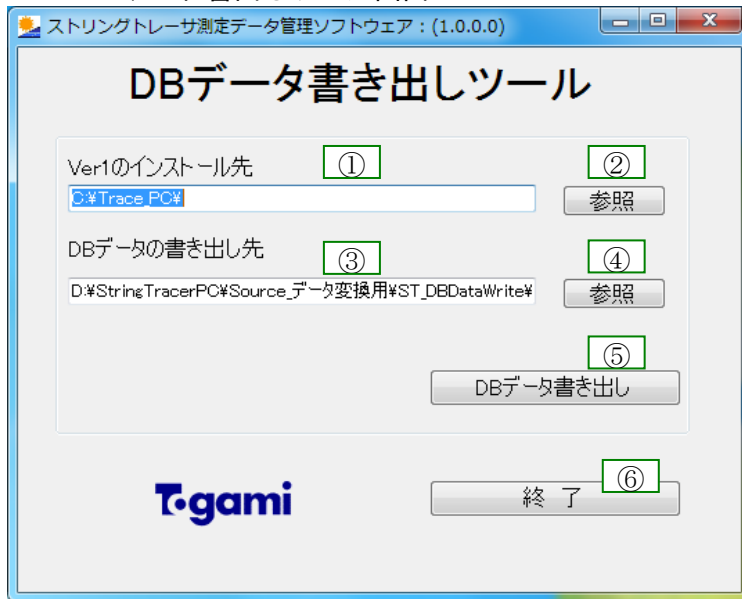 ストリングトレーサ測定データ管理ソフトウェア：(1.0.0.0)
DBデータ書き出しツール
Ver1のインストール先 ① ②
C:¥Trace_PC¥ 参照
DBデータの書き出し先 ③ ④
D:¥StringTracerPC¥Source_データ変換用¥ST_DBDataWrite¥ 参照
⑤
DBデータ書き出し
⑥
Togami 終 了